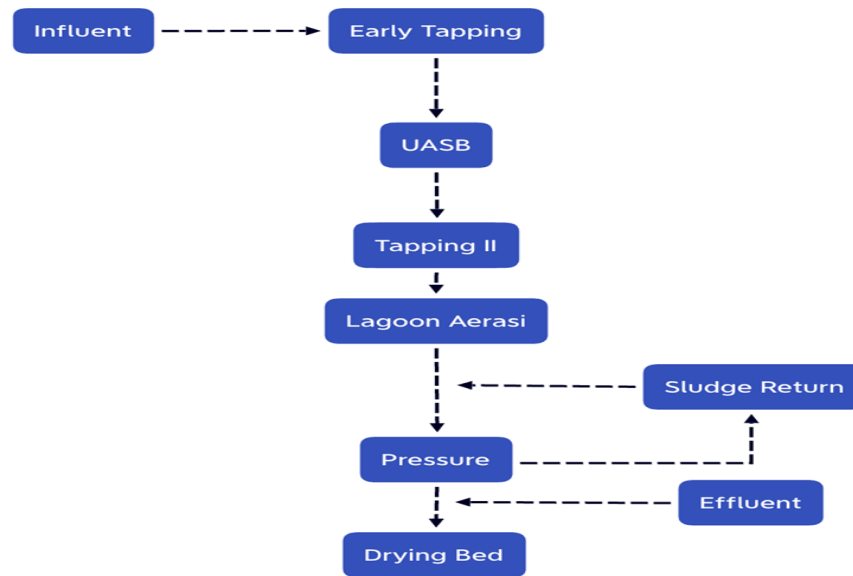 Influent
Early Tapping
UASB
Tapping II
Lagoon Aerasi
Sludge Return
Pressure
Effluent
Drying Bed